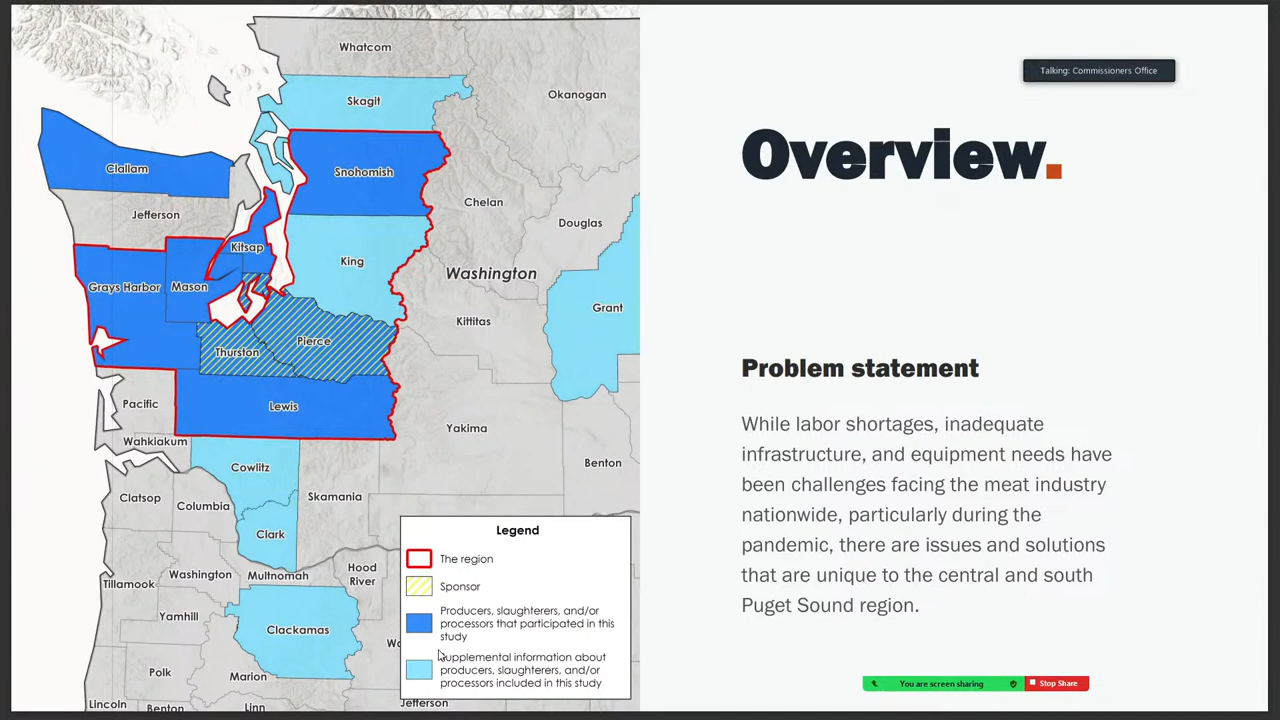 Whatcom
Skagit
Okanogan
Clallam
Snohomish
Jefferson
Chelan
Douglas
Kitsap
King
Washington
Grays Harbor
Mason
Grant
Kittitas
Thurston
Pierce
Pacific
Lewis
Yakima
Wahkiakum
Benton
Cowlitz
Clatsop
Columbia
Skamania
Clark
Tillamook
Washington
Multnomah
Hood
River
Yamhill
Clackamas
Polk
Marion
Lincoln
Benton
Linn
Jefferson
Legend
The region
Sponsor
Producers, slaughterers, and/or
processors that participated in this
study
Supplemental information about
producers, slaughterers, and/or
processors included in this study
Talking: Commissioners Office
Overview.
Problem statement
While labor shortages, inadequate
infrastructure, and equipment needs have
been challenges facing the meat industry
nationwide, particularly during the
pandemic, there are issues and solutions
that are unique to the central and south
Puget Sound region.
You are screen sharing
Stop Share